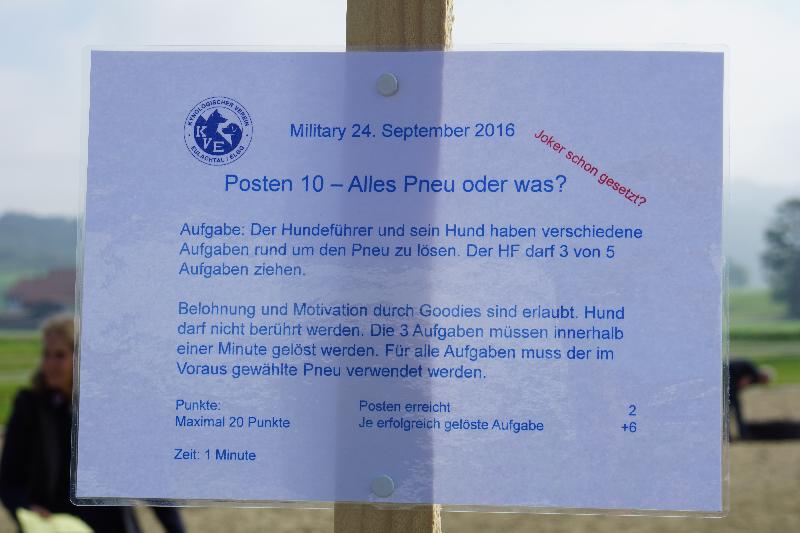 KYNOLOGISCHER VEREIN
KVE
EULACHTAL / ELGG
Military 24. September 2016
Joker schon gesetzt?
Posten 10 – Alles Pneu oder was?
Aufgabe: Der Hundeführer und sein Hund haben verschiedene
Aufgaben rund um den Pneu zu lösen. Der HF darf 3 von 5
Aufgaben ziehen.
Belohnung und Motivation durch Goodies sind erlaubt. Hund
darf nicht berührt werden. Die 3 Aufgaben müssen innerhalb
einer Minute gelöst werden. Für alle Aufgaben muss der im
Voraus gewählte Pneu verwendet werden.
Punkte: Posten erreicht 2
Maximal 20 Punkte Je erfolgreich gelöste Aufgabe +6
Zeit: 1 Minute